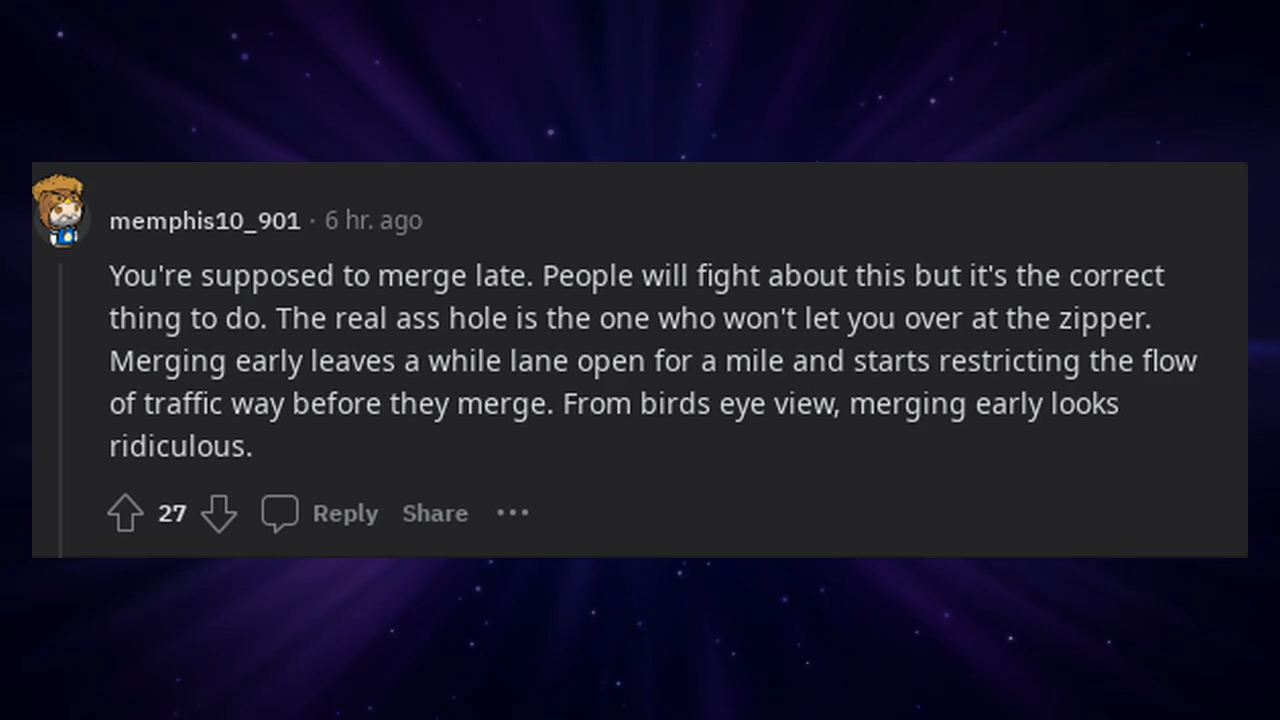 memphis10_901 · 6 hr. ago
You're supposed to merge late. People will fight about this but it's the correct
thing to do. The real ass hole is the one who won't let you over at the zipper.
Merging early leaves a while lane open for a mile and starts restricting the flow
of traffic way before they merge. From birds eye view, merging early looks
ridiculous.
27 Reply Share ···